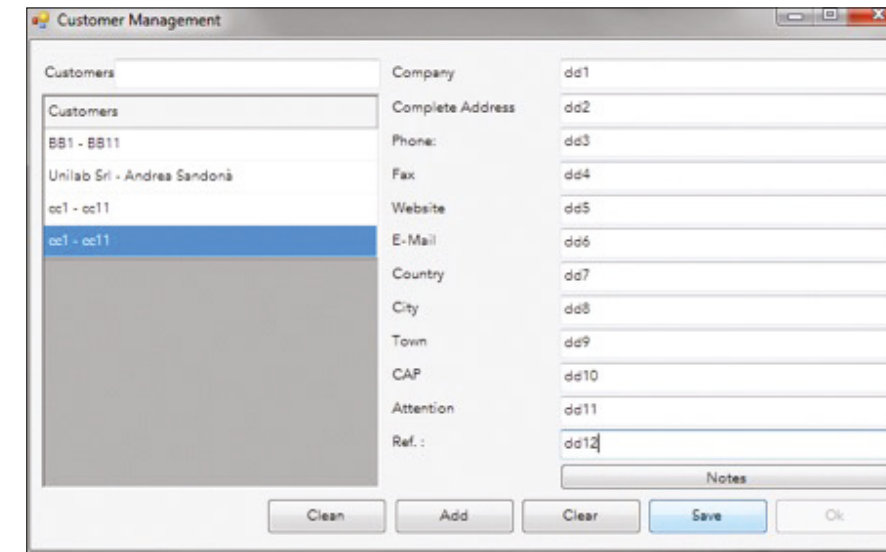 Customer Management
Customers
Customers
BB1 - BB11
Unilab Srl - Andrea Sandonà
cc1 - cc11
cc1 - cc11
Company dd1
Complete Address dd2
Phone: dd3
Fax dd4
Website dd5
E-Mail dd6
Country dd7
City dd8
Town dd9
CAP dd10
Attention dd11
Ref. : dd12
Notes
Clean Add Clear Save Ok